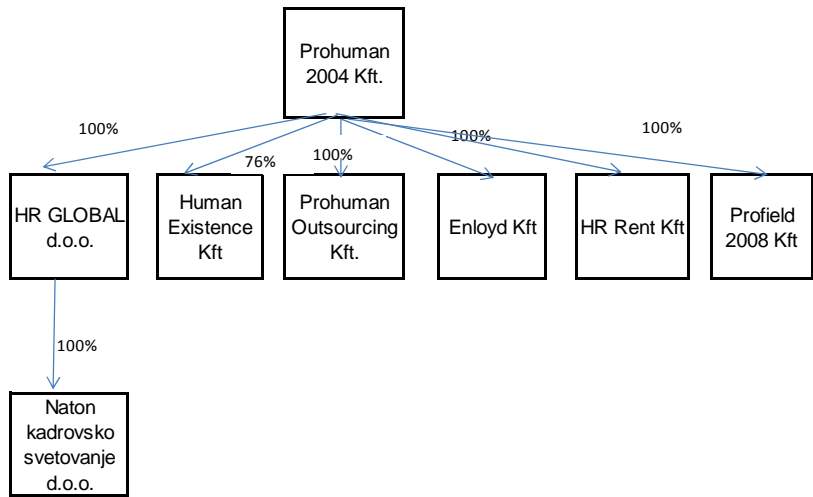 Prohuman
2004 Kft.
100%
76%
100%
100%
100%
HR GLOBAL
d.o.o.
Human
Existence
Kft
Prohuman
Outsourcing
Kft.
Enloyd Kft
HR Rent Kft
Profield
2008 Kft
100%
Naton
kadrovsko
svetovanje
d.o.o.